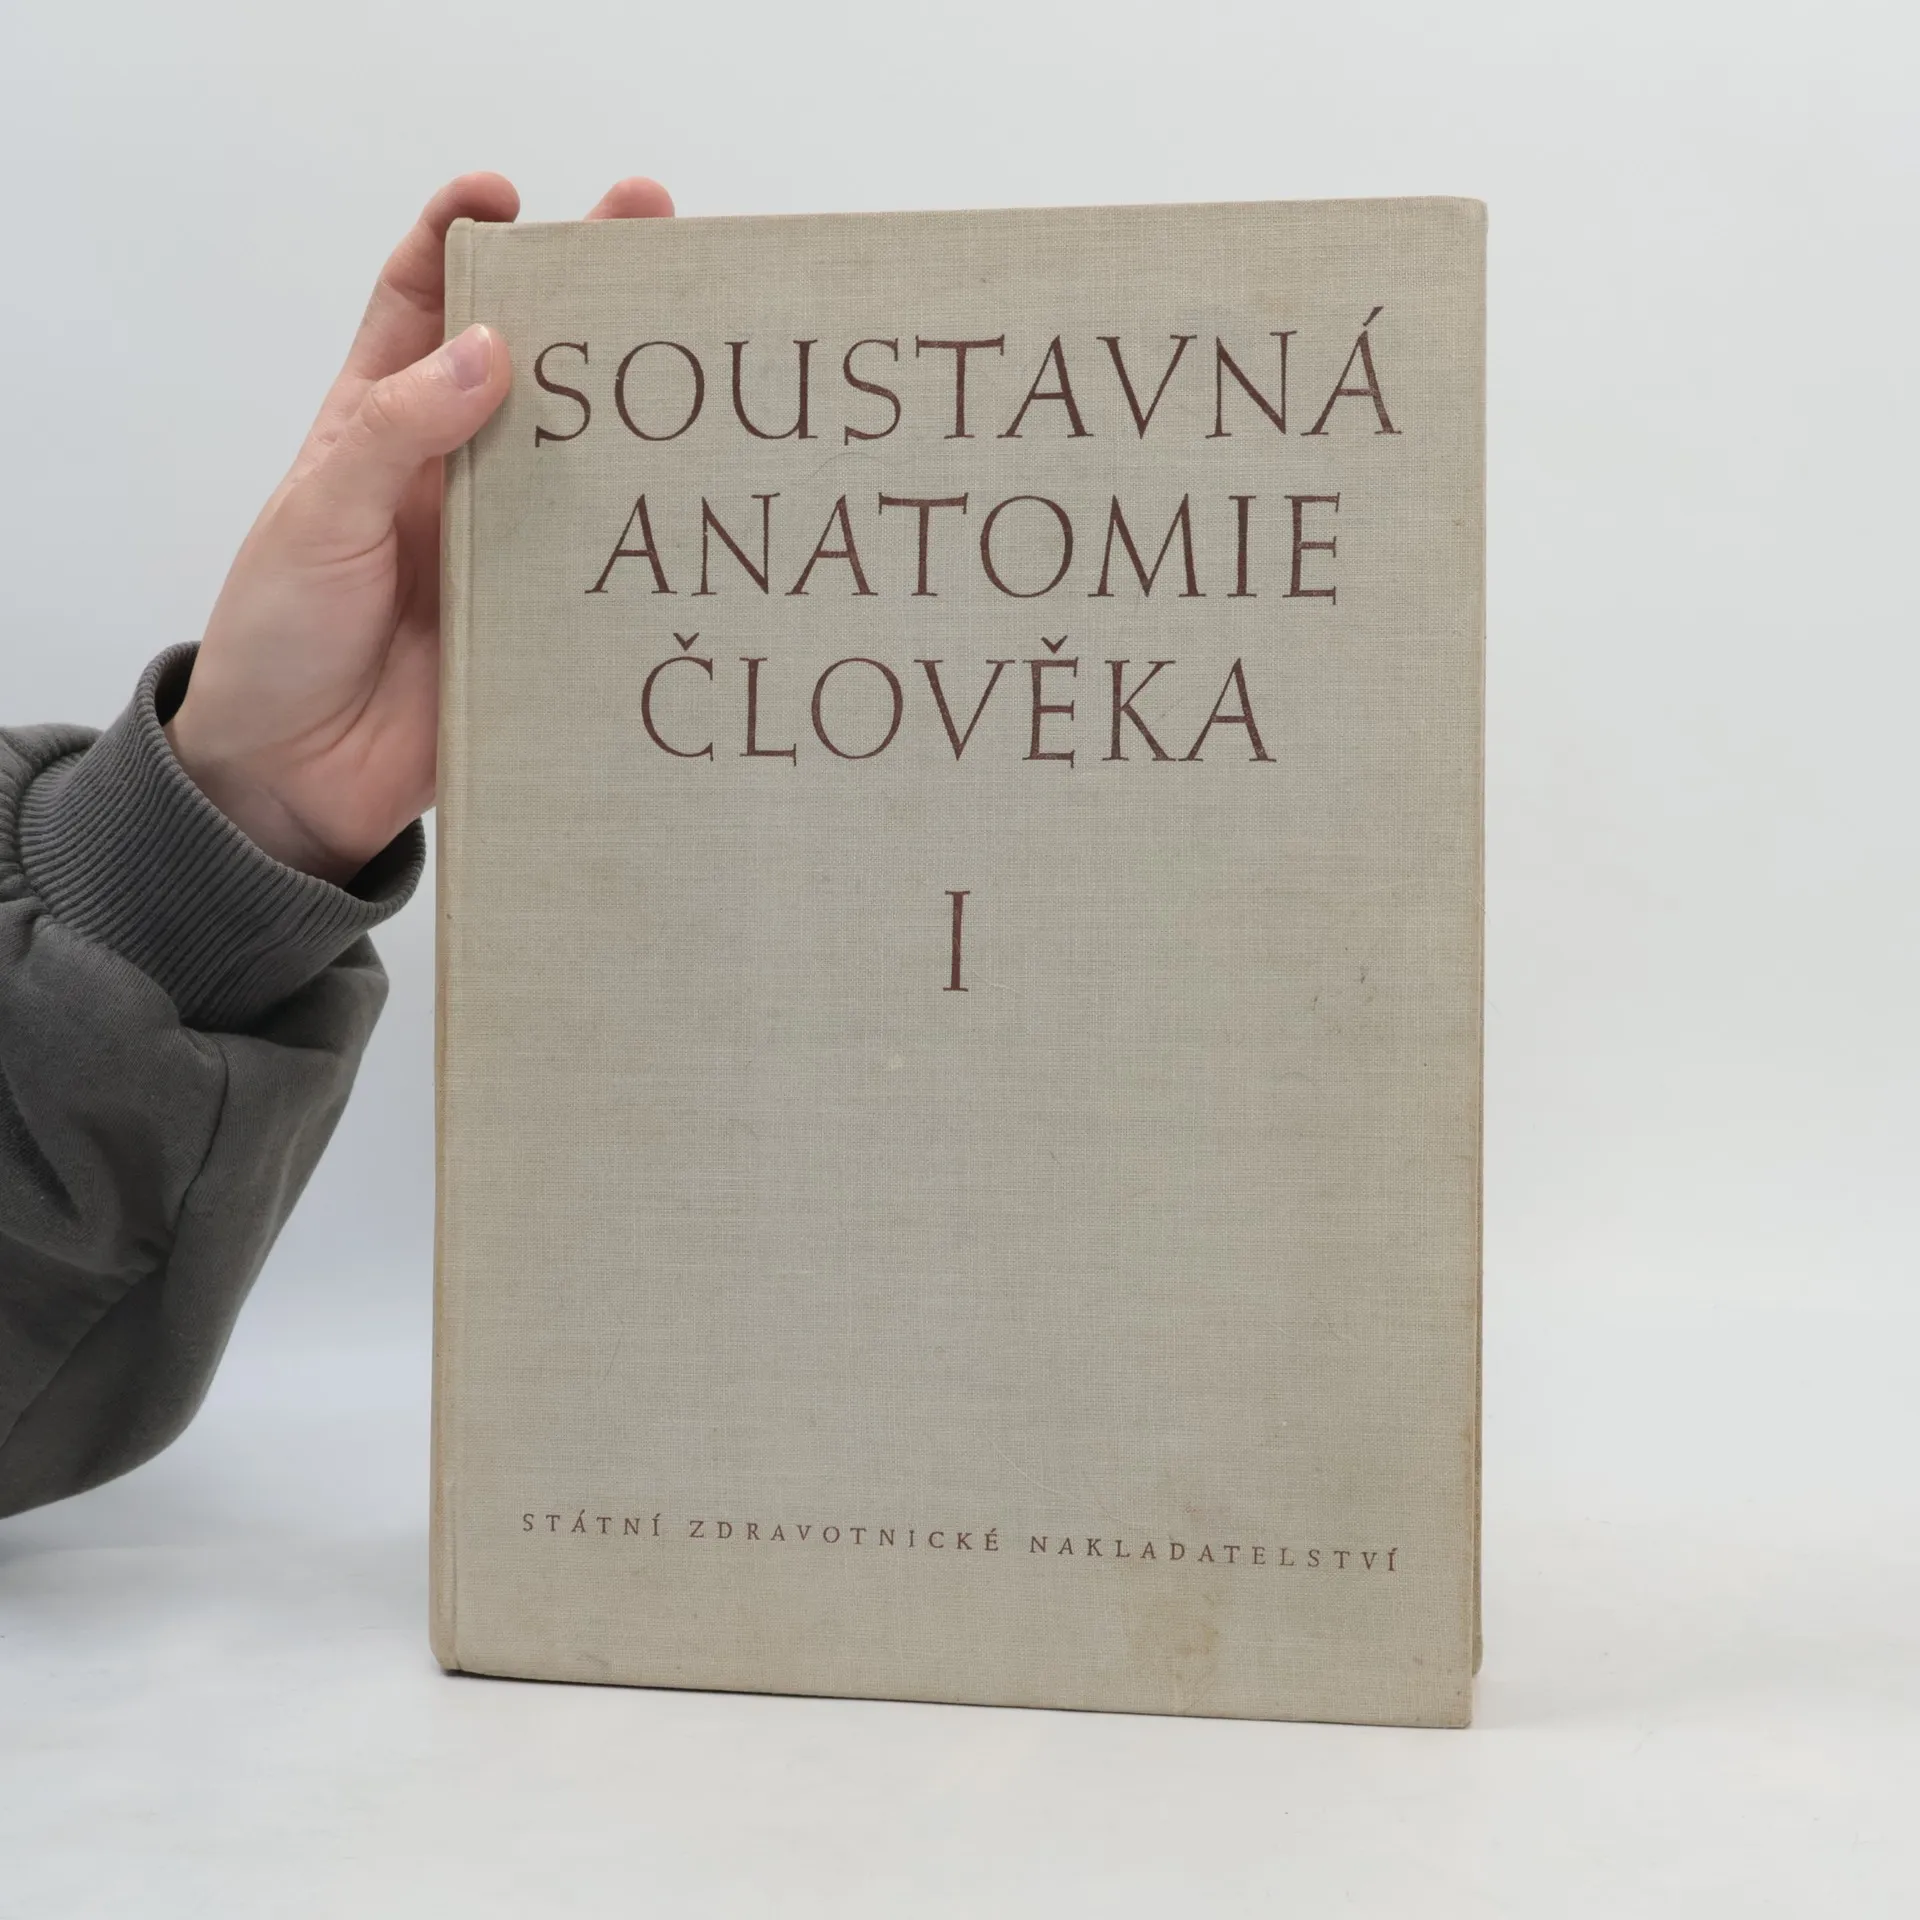 SOUSTAVNÁ
ANATOMIE
ČLOVĚKA
I
STÁTNÍ ZDRAVOTNICKÉ NAKLADATELSTVÍ